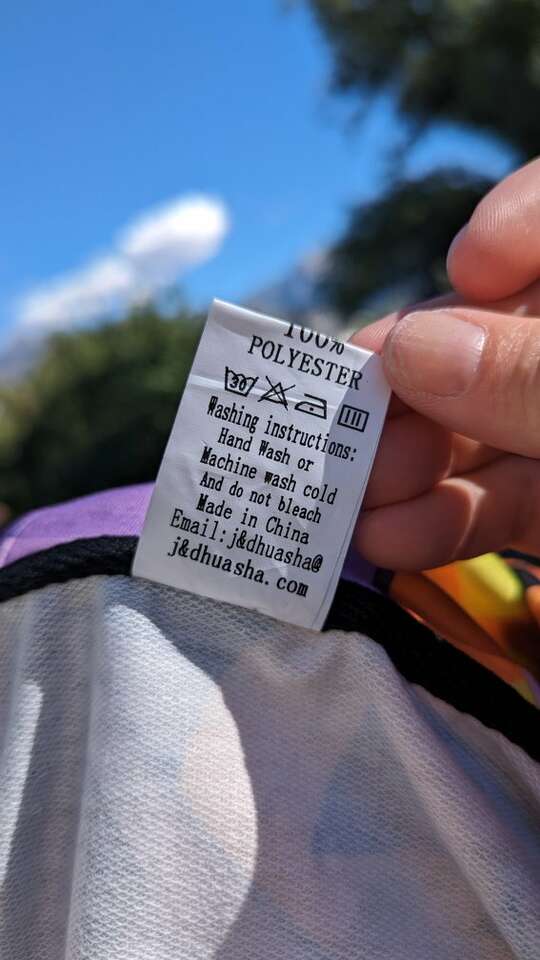 100%
POLYESTER
30
Washing instructions:
Hand Wash or
Machine wash cold
And do not bleach
Made in China
Email:j&dhuasha@
j&dhuasha.com